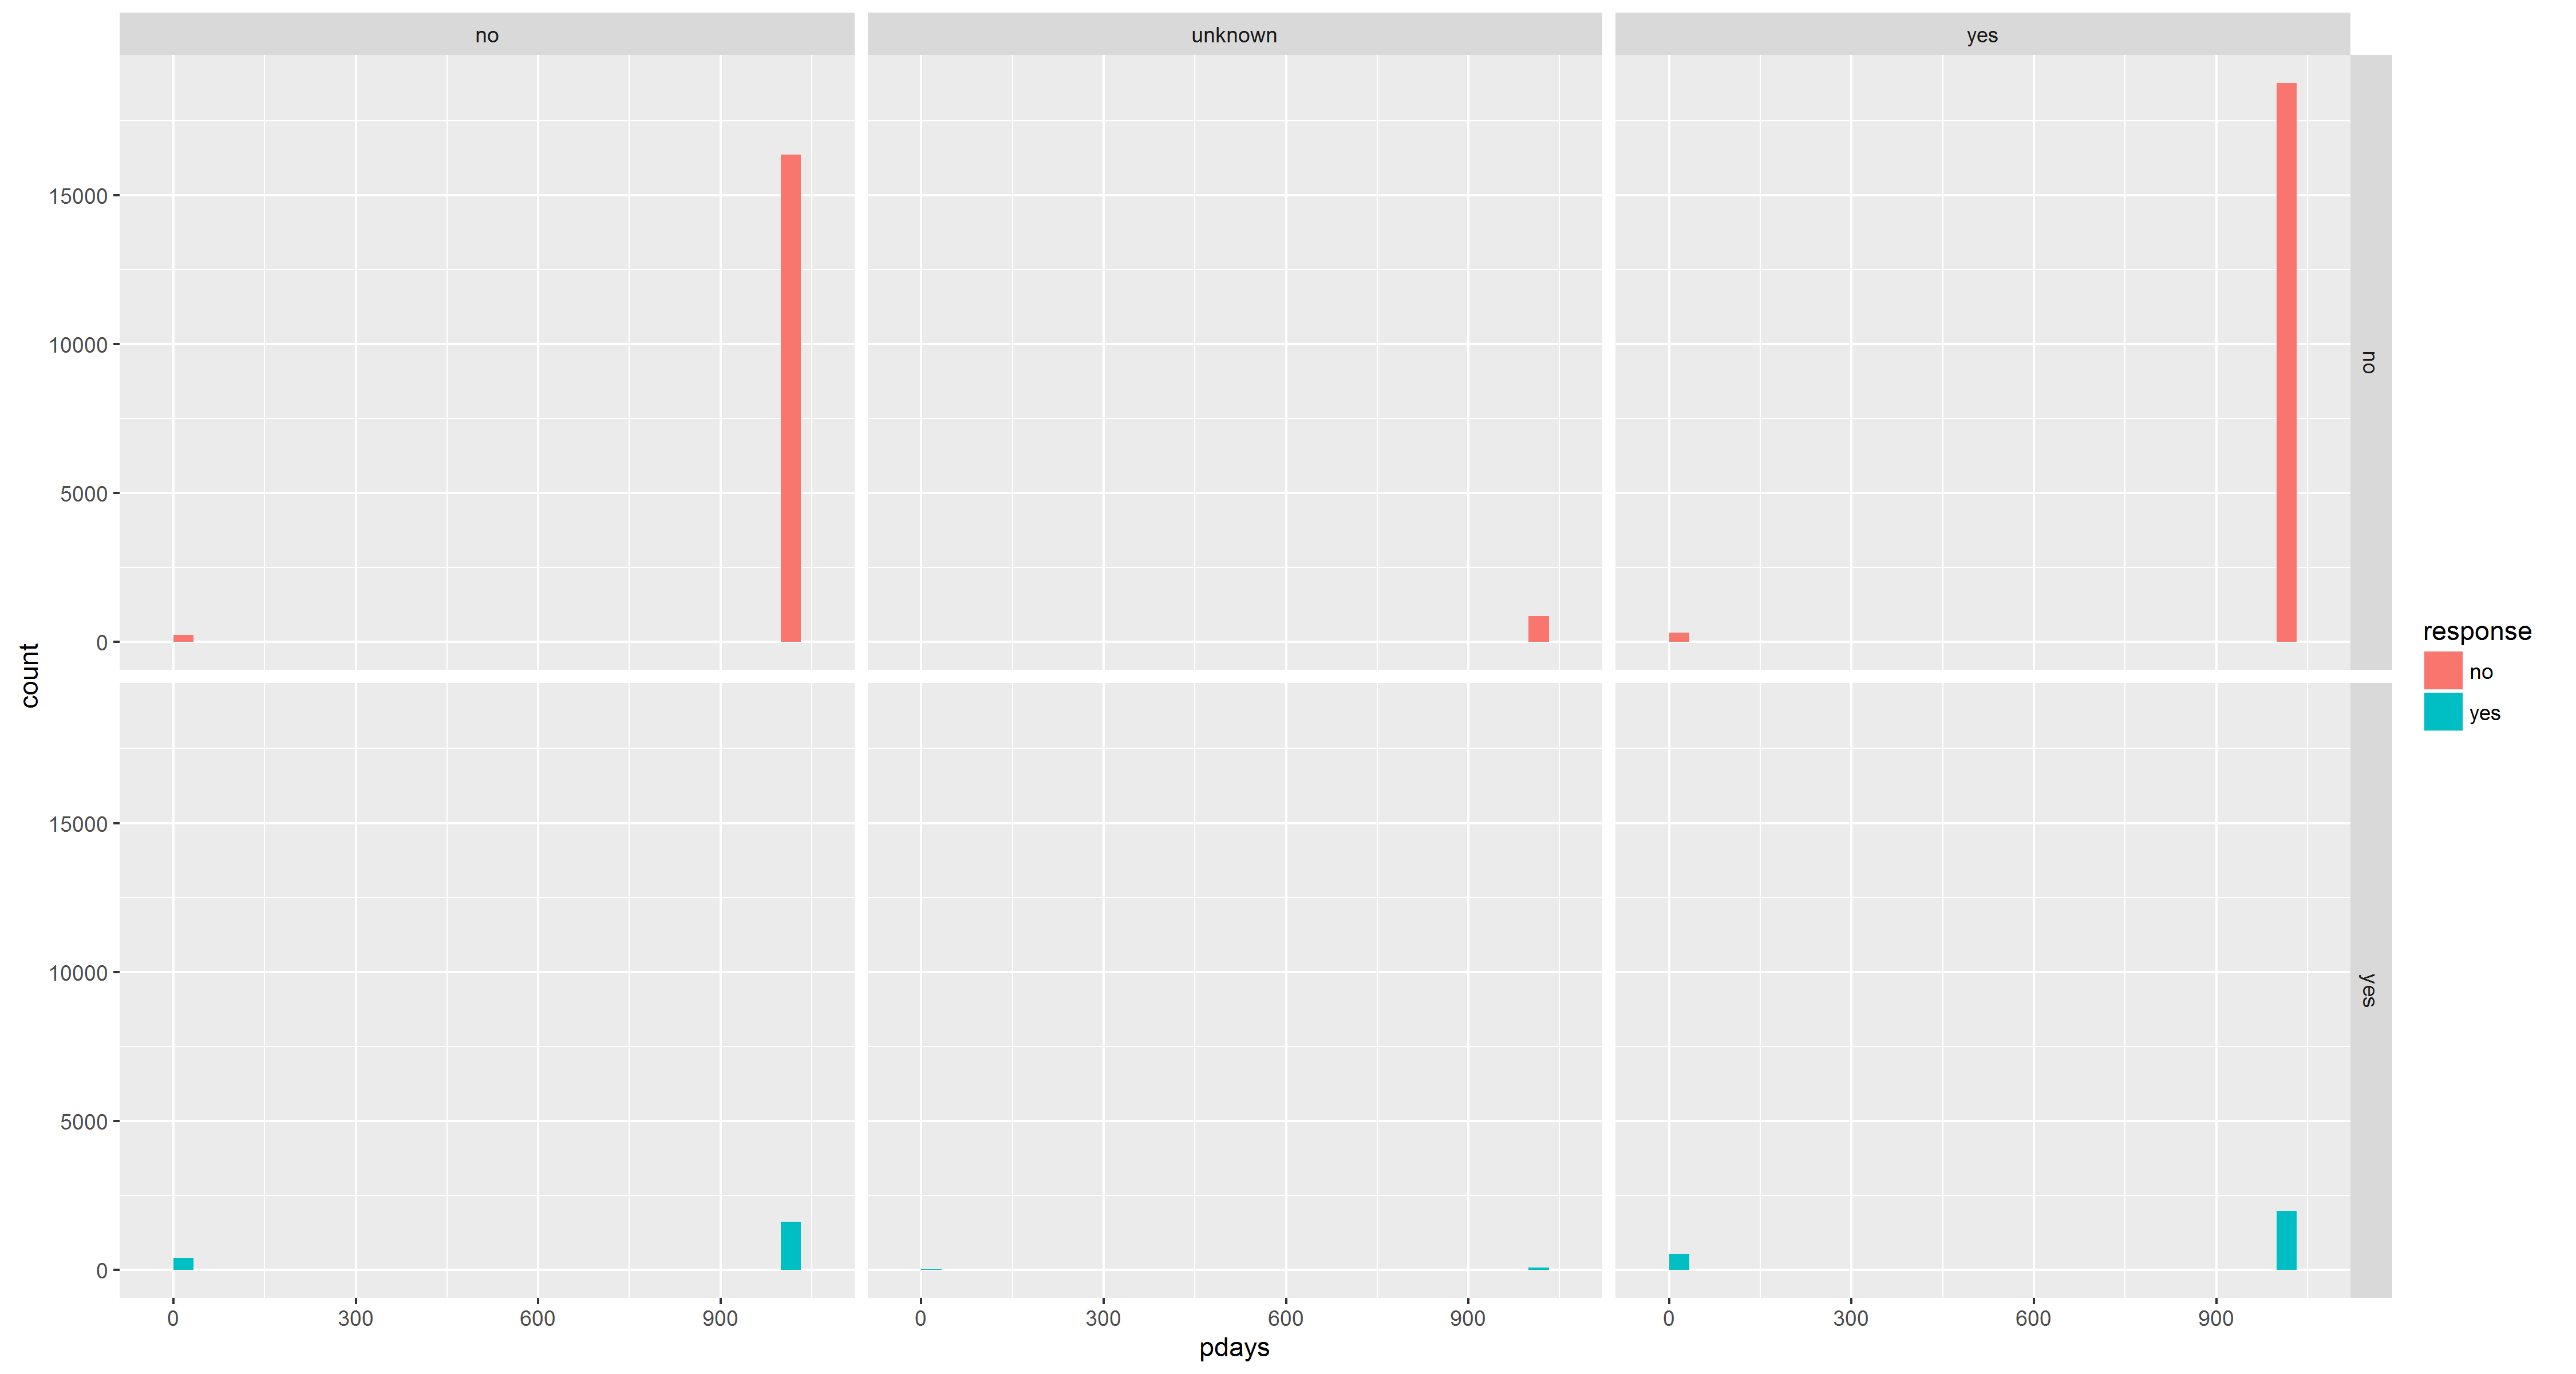 no unknown yes
15000
10000
5000
0
no
15000
10000
5000
0
yes
0 300 600 900 0 300 600 900 0 300 600 900
pdays
count
response
no
yes